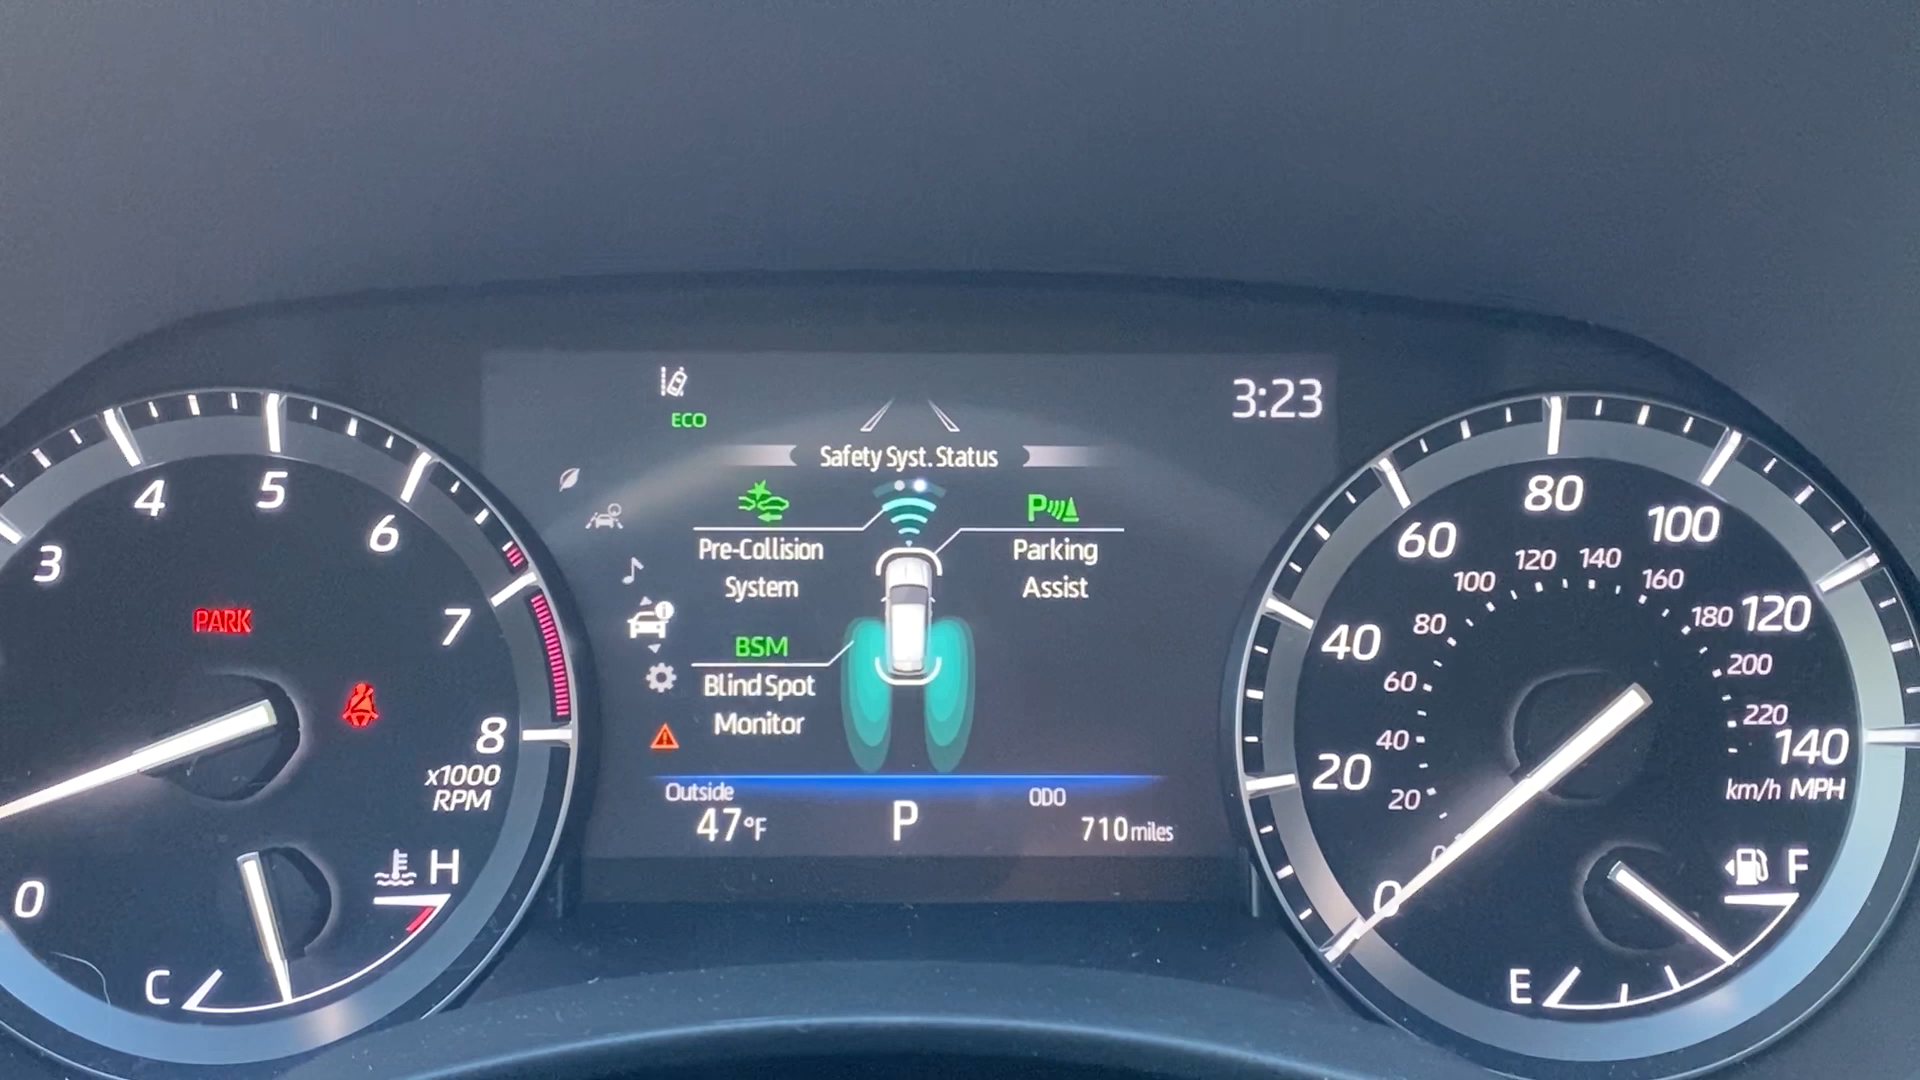 3:23
ECO
Safety Syst. Status
Pre-Collision
System
P
Parking
Assist
BSM
Blind Spot
Monitor
Outside
47°F
P
ODO
710 miles
0
3
4
5
6
7
8
x1000
RPM
PARK
H
C
0
20
40
60
80
100
120
140
km/h MPH
0
20
40
60
80
100
120
140
160
180
200
220
F
E